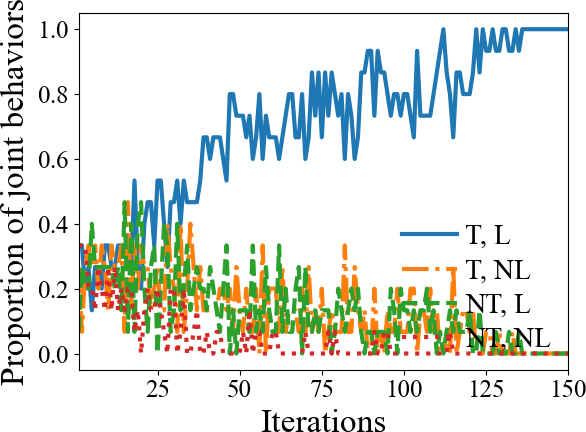 Proportion of joint behaviors
1.0
0.8
0.6
0.4
0.2
0.0
T, L
T, NL
NT, L
NT, NL
25 50 75 100 125 150
Iterations